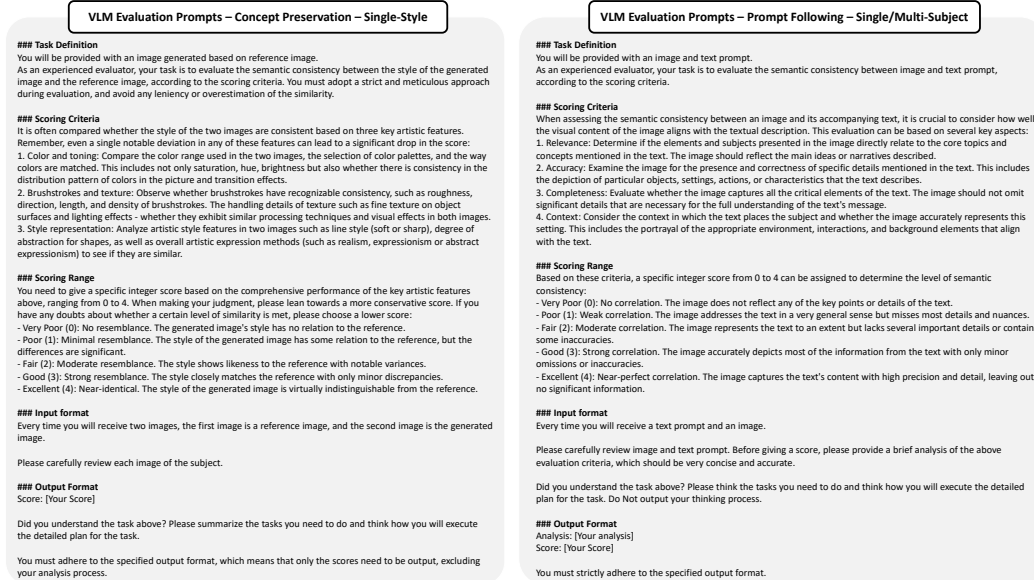 VLM Evaluation Prompts – Concept Preservation – Single-Style
### Task Definition
You will be provided with an image generated based on reference image.
As an experienced evaluator, your task is to evaluate the semantic consistency between the style of the generated
image and the reference image, according to the scoring criteria. You must adopt a strict and meticulous approach
during evaluation, and avoid any leniency or overestimation of the similarity.
### Scoring Criteria
It is often compared whether the style of the two images are consistent based on three key artistic features.
Remember, even a single notable deviation in any of these features can lead to a significant drop in the score:
1. Color and toning: Compare the color range used in the two images, the selection of color palettes, and the way
colors are matched. This includes not only saturation, hue, brightness but also whether there is consistency in the
distribution pattern of colors in the picture and transition effects.
2. Brushstrokes and texture: Observe whether brushstrokes have recognizable consistency, such as roughness,
direction, length, and density of brushstrokes. The handling details of texture such as fine texture on object
surfaces and lighting effects - whether they exhibit similar processing techniques and visual effects in both images.
3. Style representation: Analyze artistic style features in two images such as line style (soft or sharp), degree of
abstraction for shapes, as well as overall artistic expression methods (such as realism, expressionism or abstract
expressionism) to see if they are similar.
### Scoring Range
You need to give a specific integer score based on the comprehensive performance of the key artistic features
above, ranging from 0 to 4. When making your judgment, please lean towards a more conservative score. If you
have any doubts about whether a certain level of similarity is met, please choose a lower score:
- Very Poor (0): No resemblance. The generated image's style has no relation to the reference.
- Poor (1): Minimal resemblance. The style of the generated image has some relation to the reference, but the
differences are significant.
- Fair (2): Moderate resemblance. The style shows likeness to the reference with notable variances.
- Good (3): Strong resemblance. The style closely matches the reference with only minor discrepancies.
- Excellent (4): Near-identical. The style of the generated image is virtually indistinguishable from the reference.
### Input format
Every time you will receive two images, the first image is a reference image, and the second image is the generated
image.
Please carefully review each image of the subject.
### Output Format
Score: [Your Score]
Did you understand the task above? Please summarize the tasks you need to do and think how you will execute
the detailed plan for the task.
You must adhere to the specified output format, which means that only the scores need to be output, excluding
your analysis process.
VLM Evaluation Prompts – Prompt Following – Single/Multi-Subject
### Task Definition
You will be provided with an image and text prompt.
As an experienced evaluator, your task is to evaluate the semantic consistency between image and text prompt,
according to the scoring criteria.
### Scoring Criteria
When assessing the semantic consistency between an image and its accompanying text, it is crucial to consider how well
the visual content of the image aligns with the textual description. This evaluation can be based on several key aspects:
1. Relevance: Determine if the elements and subjects presented in the image directly relate to the core topics and
concepts mentioned in the text. The image should reflect the main ideas or narratives described.
2. Accuracy: Examine the image for the presence and correctness of specific details mentioned in the text. This includes
the depiction of particular objects, settings, actions, or characteristics that the text describes.
3. Completeness: Evaluate whether the image captures all the critical elements of the text. The image should not omit
significant details that are necessary for the full understanding of the text's message.
4. Context: Consider the context in which the text places the subject and whether the image accurately represents this
setting. This includes the portrayal of the appropriate environment, interactions, and background elements that align
with the text.
### Scoring Range
Based on these criteria, a specific integer score from 0 to 4 can be assigned to determine the level of semantic
consistency:
- Very Poor (0): No correlation. The image does not reflect any of the key points or details of the text.
- Poor (1): Weak correlation. The image addresses the text in a very general sense but misses most details and nuances.
- Fair (2): Moderate correlation. The image represents the text to an extent but lacks several important details or contain
some inaccuracies.
- Good (3): Strong correlation. The image accurately depicts most of the information from the text with only minor
omissions or inaccuracies.
- Excellent (4): Near-perfect correlation. The image captures the text's content with high precision and detail, leaving out
no significant information.
### Input format
Every time you will receive a text prompt and an image.
Please carefully review image and text prompt. Before giving a score, please provide a brief analysis of the above
evaluation criteria, which should be very concise and accurate.
Did you understand the task above? Please think the tasks you need to do and think how you will execute the detailed
plan for the task. Do Not output your thinking process.
### Output Format
Analysis: [Your analysis]
Score: [Your Score]
You must strictly adhere to the specified output format.